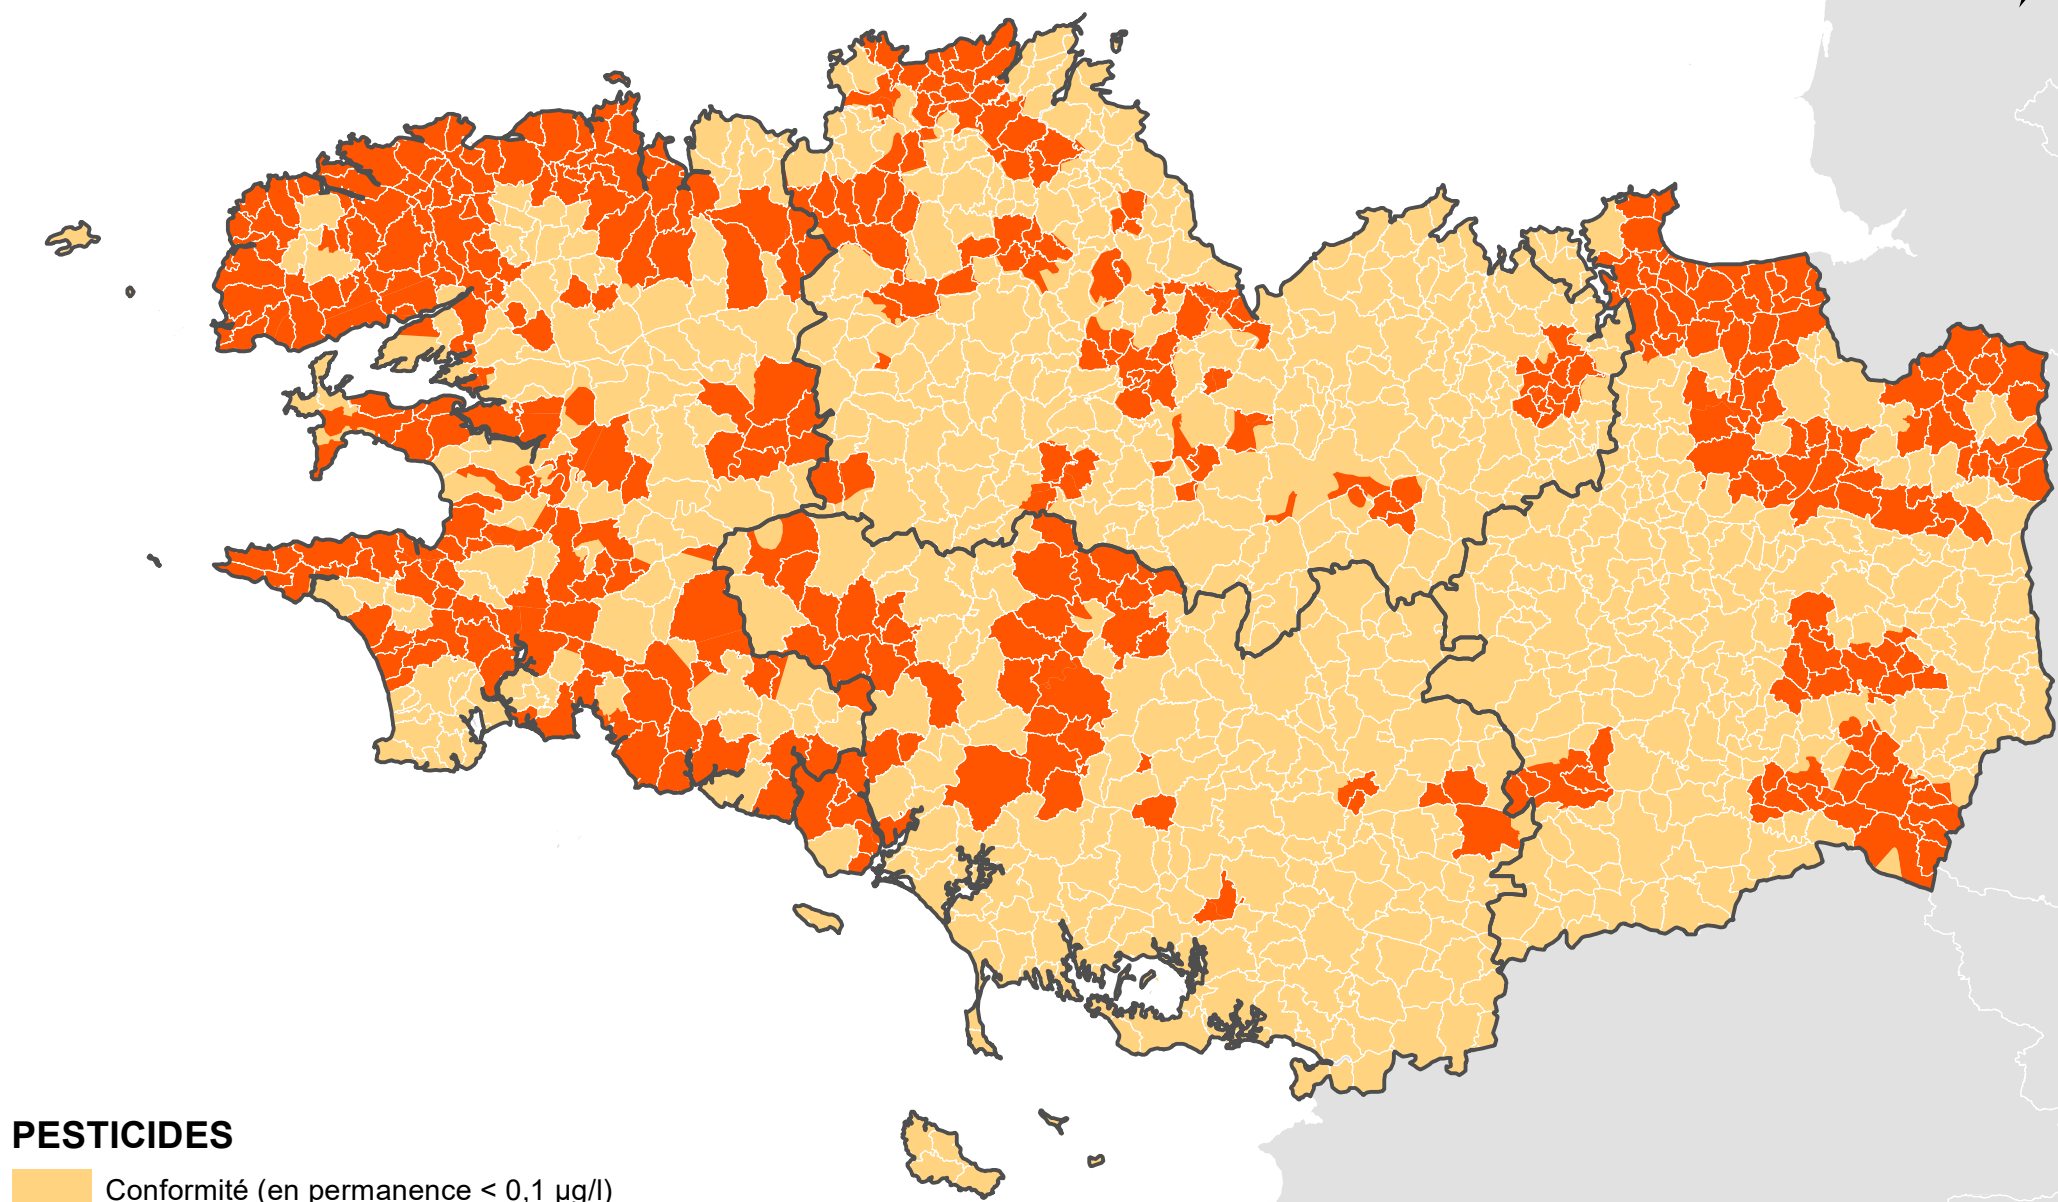 PESTICIDES
Conformité (en permanence < 0,1 µg/l)